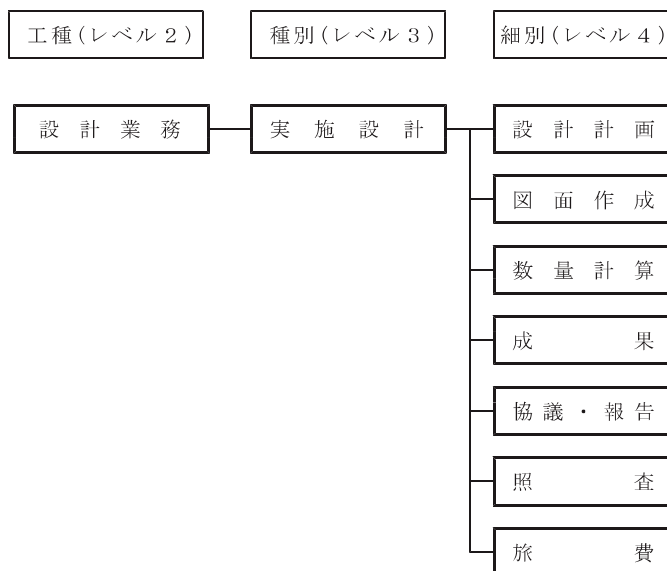 工種(レベル2) 種別(レベル3) 細別(レベル4)
設計業務 実施設計 設計計画
図面作成
数量計算
成果
協議・報告
照査
旅費